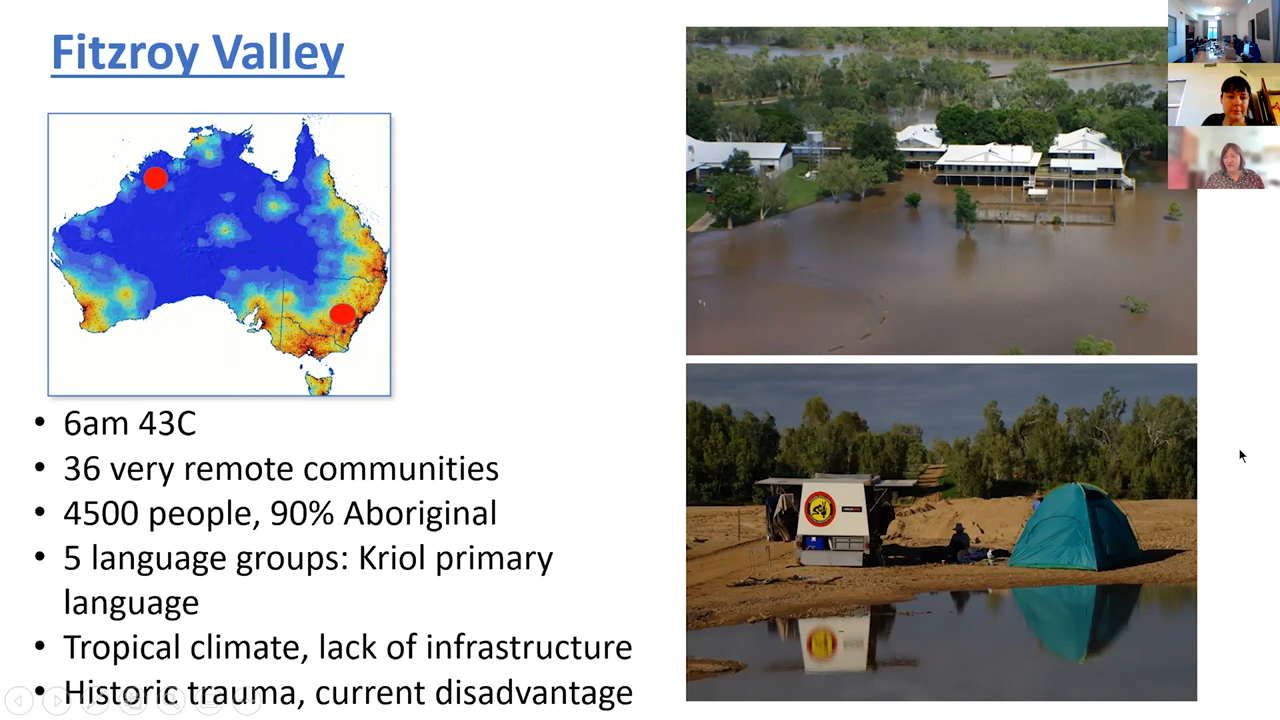 Fitzroy Valley
• 6am 43C
• 36 very remote communities
• 4500 people, 90% Aboriginal
• 5 language groups: Kriol primary
language
• Tropical climate, lack of infrastructure
• Historic trauma, current disadvantage